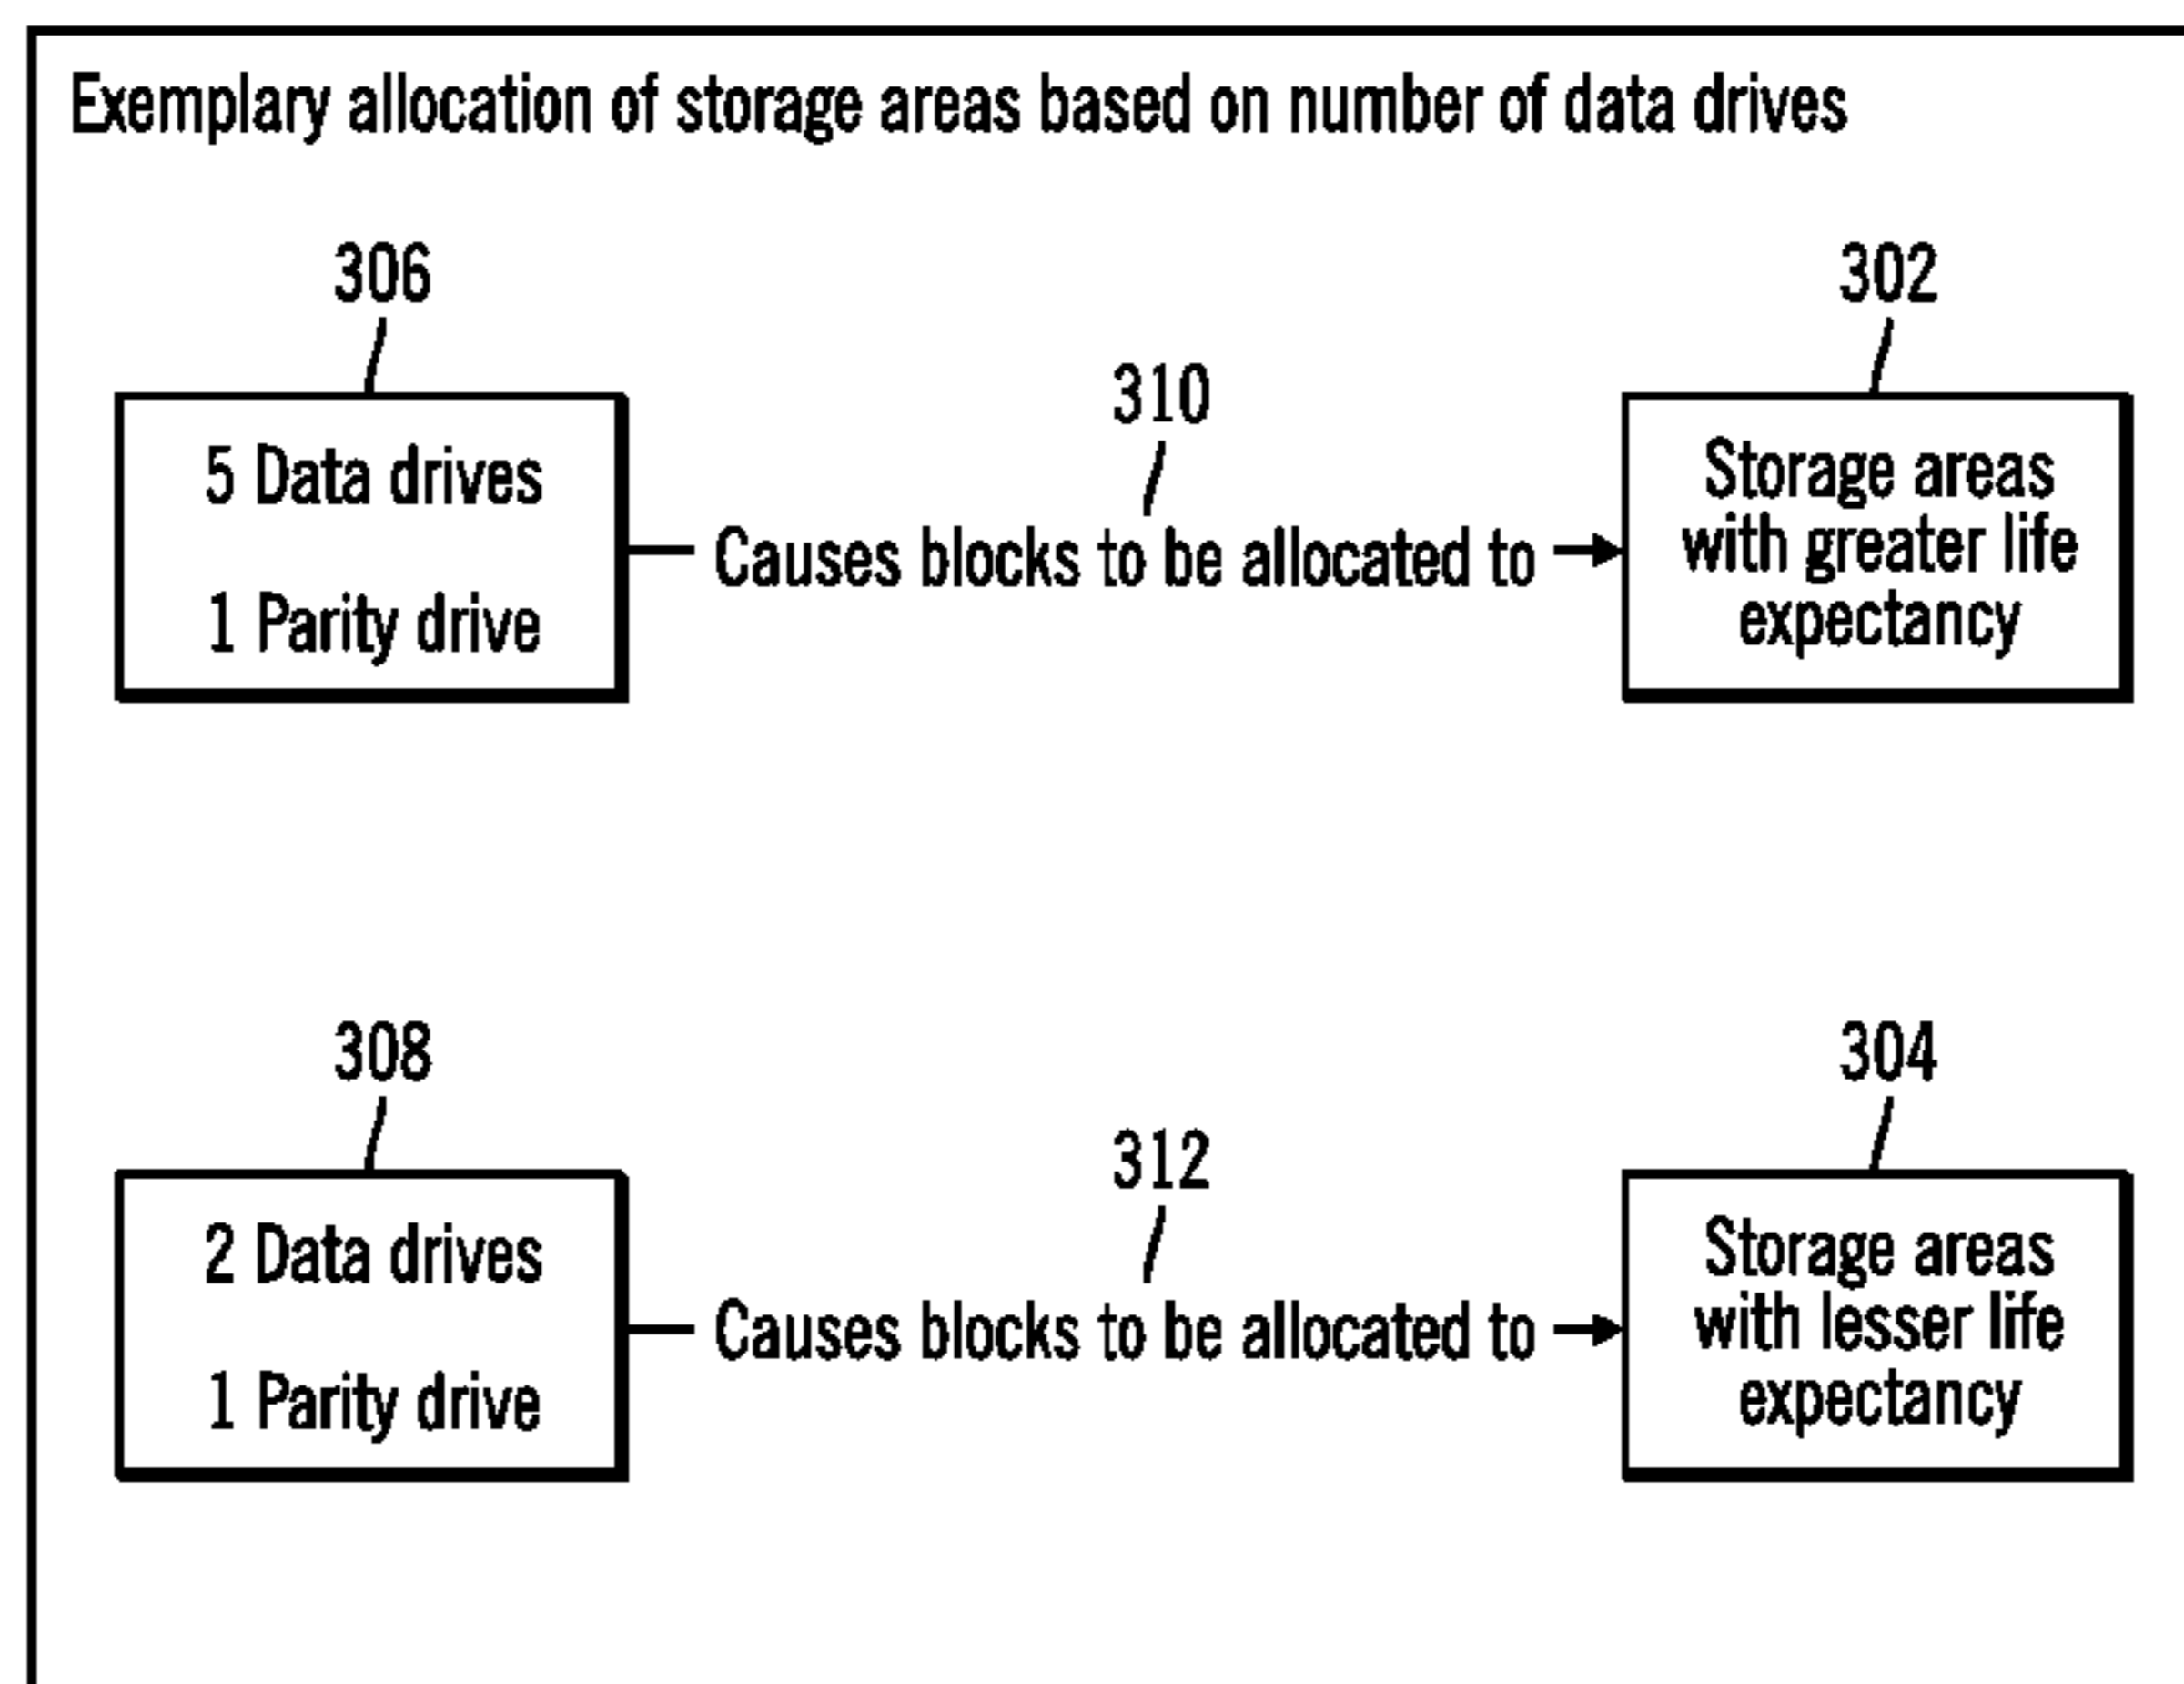 Exemplary allocation of storage areas based on number of data drives
306
302
310
5 Data drives
1 Parity drive
Causes blocks to be allocated to
Storage areas
with greater life
expectancy
308
304
312
2 Data drives
1 Parity drive
Causes blocks to be allocated to
Storage areas
with lesser life
expectancy